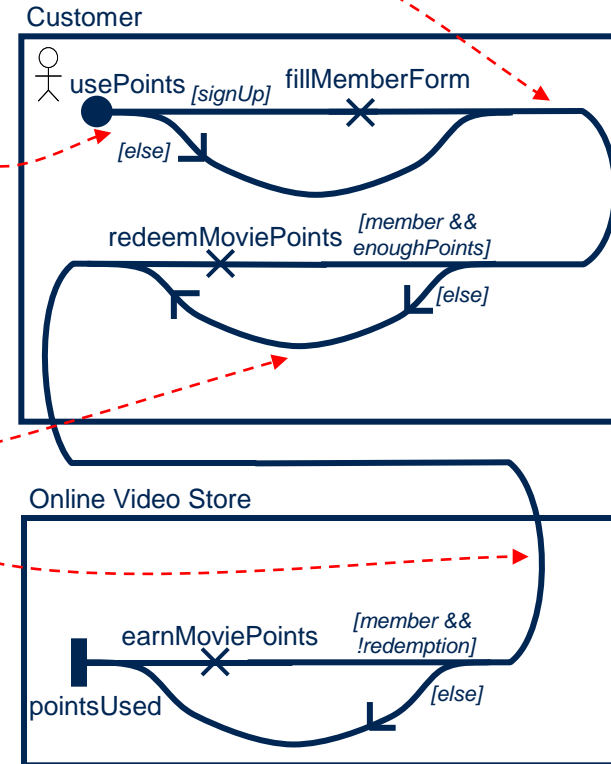 Customer
usePoints
[signUp]
fillMemberForm
[else]
redeemMoviePoints
[member &&
enoughPoints]
[else]
Online Video Store
earnMoviePoints
[member &&
!redemption]
[else]
pointsUsed